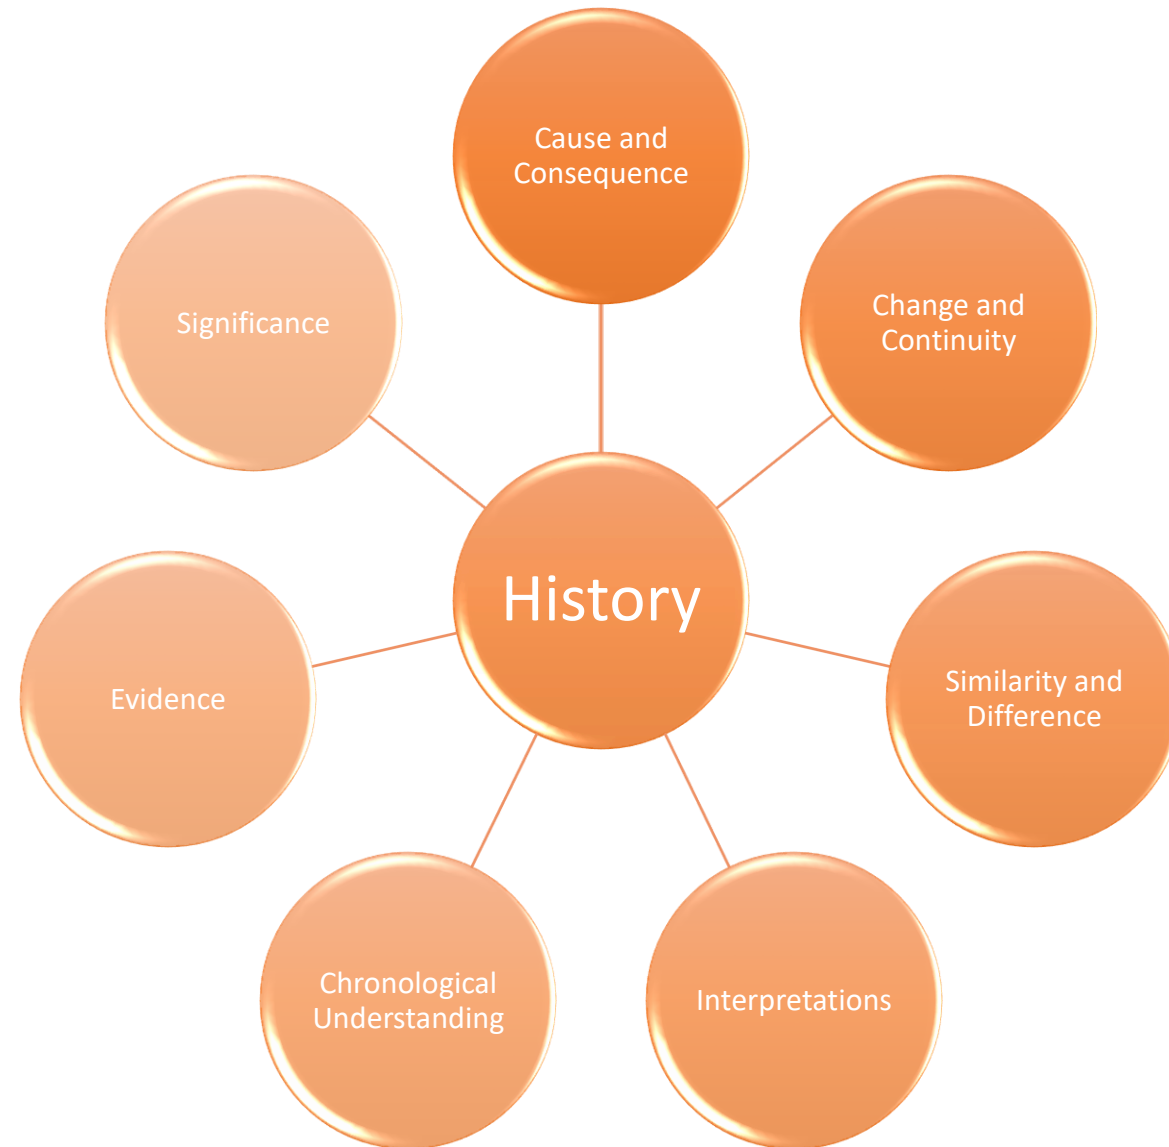 Cause and
Consequence
Change and
Continuity
Significance
History
Similarity and
Difference
Evidence
Chronological
Understanding
Interpretations